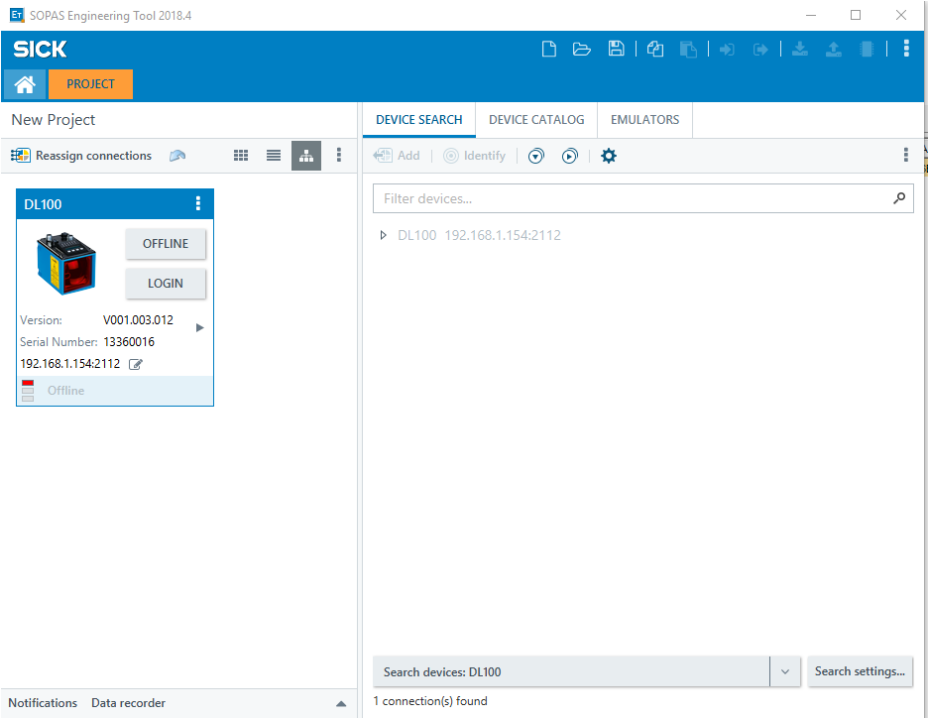 ET SOPAS Engineering Tool 2018.4
SICK
PROJECT
New Project
Reassign connections
DL100
OFFLINE
LOGIN
Version: V001.003.012
Serial Number: 13360016
192.168.1.154:2112
Offline
Notifications Data recorder
DEVICE SEARCH DEVICE CATALOG EMULATORS
Add Identify
Filter devices...
DL100 192.168.1.154:2112
Search devices: DL100 Search settings...
1 connection(s) found